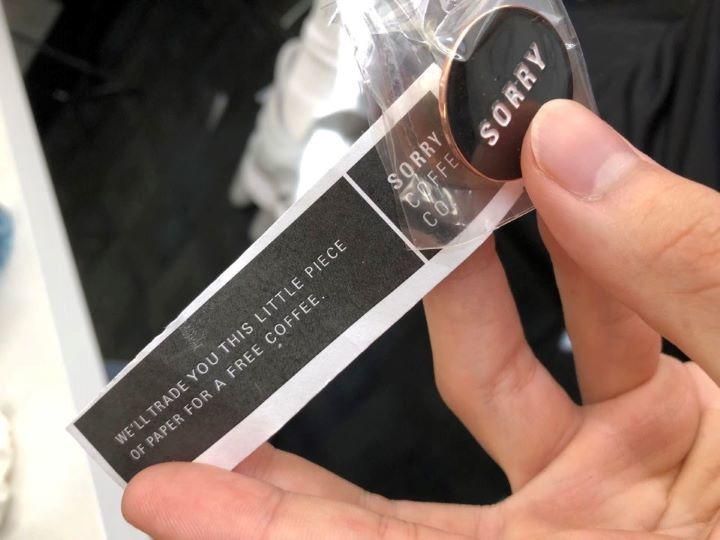 SORRY
SORRY
COFFEE
CO.
WE'LL TRADE YOU THIS LITTLE PIECE
OF PAPER FOR A FREE COFFEE.